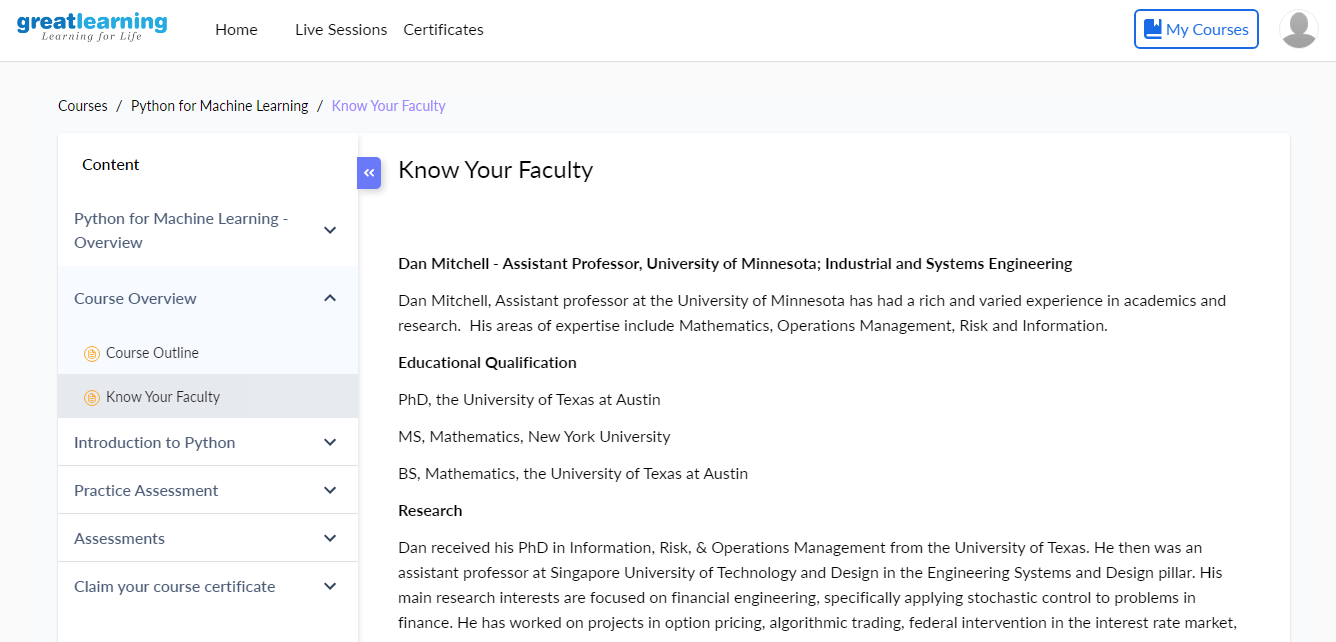 greatlearning
Learning for Life
Home
Live Sessions
Certificates
My Courses
Courses / Python for Machine Learning / Know Your Faculty
Content
Python for Machine Learning -
Overview
Course Overview
Course Outline
Know Your Faculty
Introduction to Python
Practice Assessment
Assessments
Claim your course certificate
Know Your Faculty
Dan Mitchell - Assistant Professor, University of Minnesota; Industrial and Systems Engineering
Dan Mitchell, Assistant professor at the University of Minnesota has had a rich and varied experience in academics and
research.  His areas of expertise include Mathematics, Operations Management, Risk and Information.
Educational Qualification
PhD, the University of Texas at Austin
MS, Mathematics, New York University
BS, Mathematics, the University of Texas at Austin
Research
Dan received his PhD in Information, Risk, & Operations Management from the University of Texas. He then was an
assistant professor at Singapore University of Technology and Design in the Engineering Systems and Design pillar. His
main research interests are focused on financial engineering, specifically applying stochastic control to problems in
finance. He has worked on projects in option pricing, algorithmic trading, federal intervention in the interest rate market,